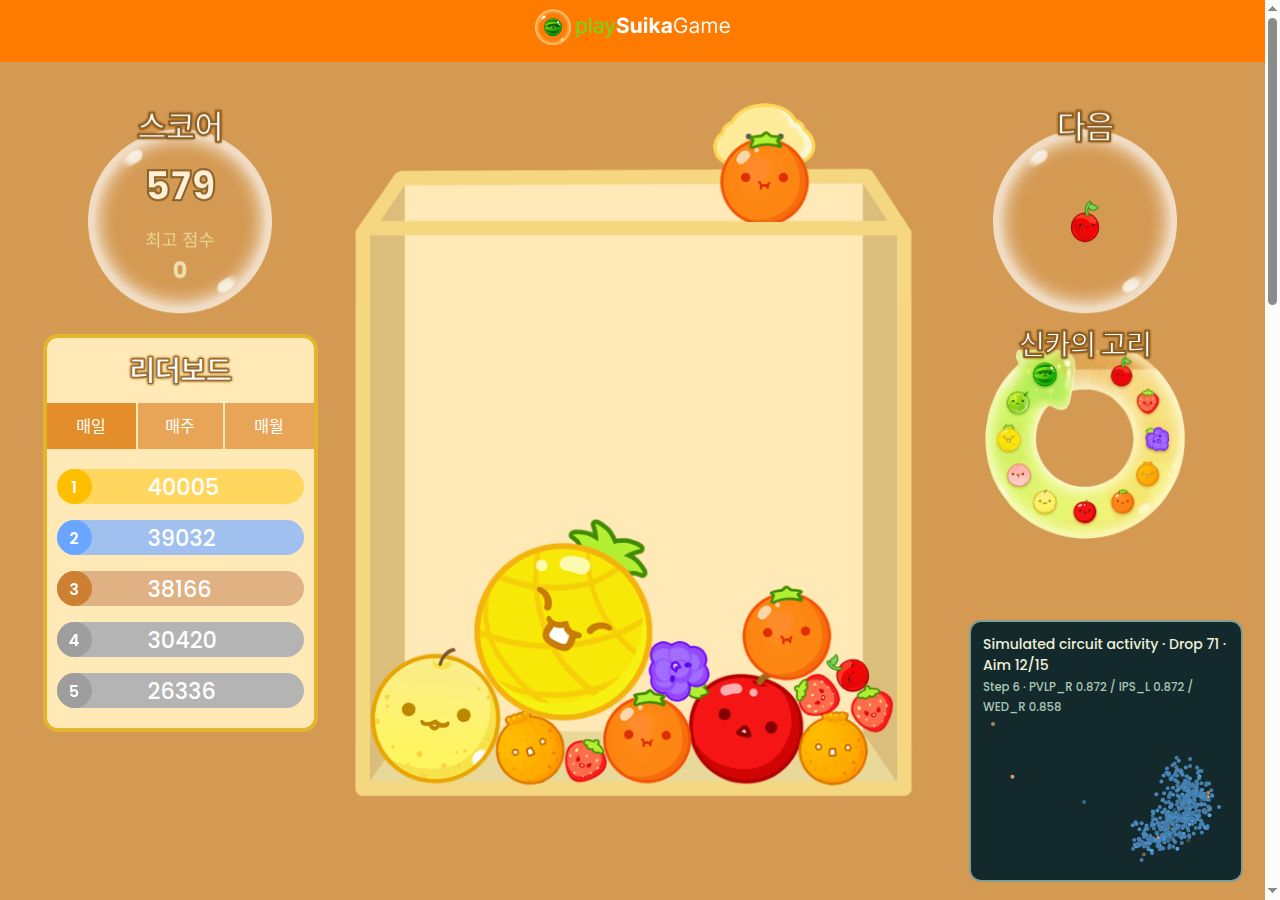 playSuikaGame
스코어
579
최고 점수
0
다음
신카의 고리
리더보드
매일 매주 매월
1 40005
2 39032
3 38166
4 30420
5 26336
Simulated circuit activity · Drop 71 ·
Aim 12/15
Step 6 · PVLP_R 0.872 / IPS_L 0.872 /
WED_R 0.858